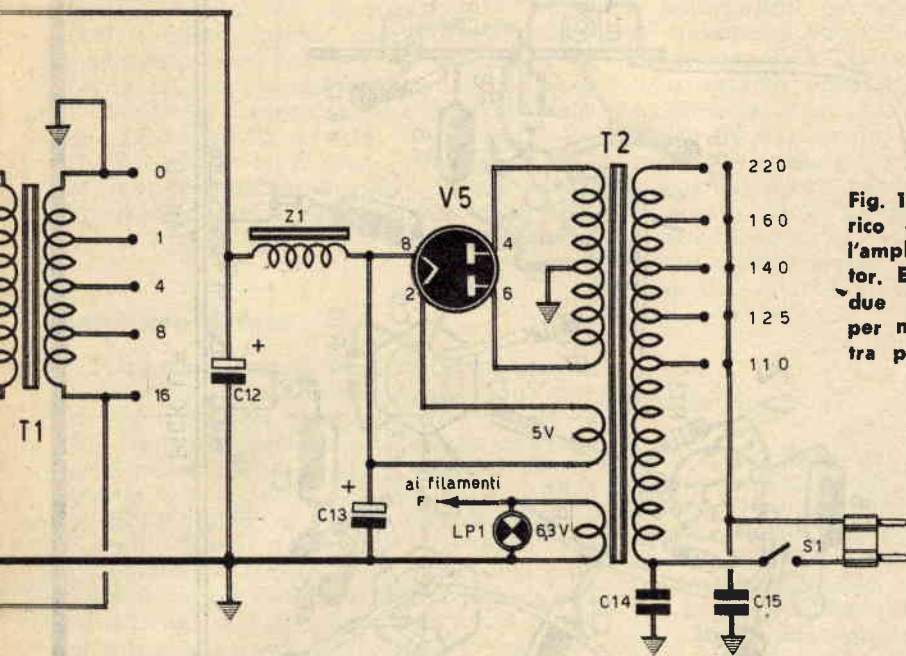 T2
220
160
140
125
110
V5
8
4
2
6
Z1
0
1
4
8
16
T1
+
C12
+
C13
5V
ai filamenti
F
LP1
6,3V
S1
C14
C15
Fig. 1
rico
l'ampl
tor. E
due
per n
tra p